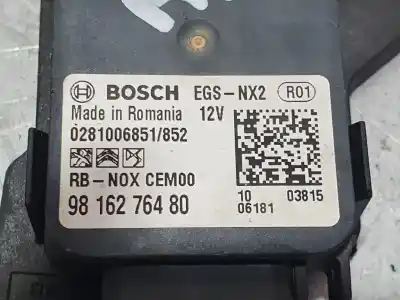 BOSCH EGS-NX2 R01
Made in Romania 12V
0281006851/852
RB-NOX CEM00
98 162 764 80
10 03815
06181